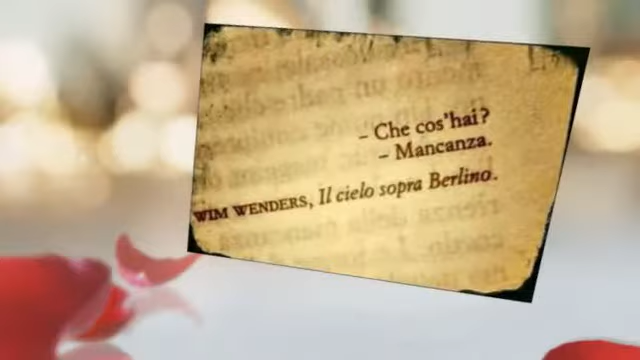 – Che cos'hai?
– Mancanza.
WIM WENDERS, Il cielo sopra Berlino.